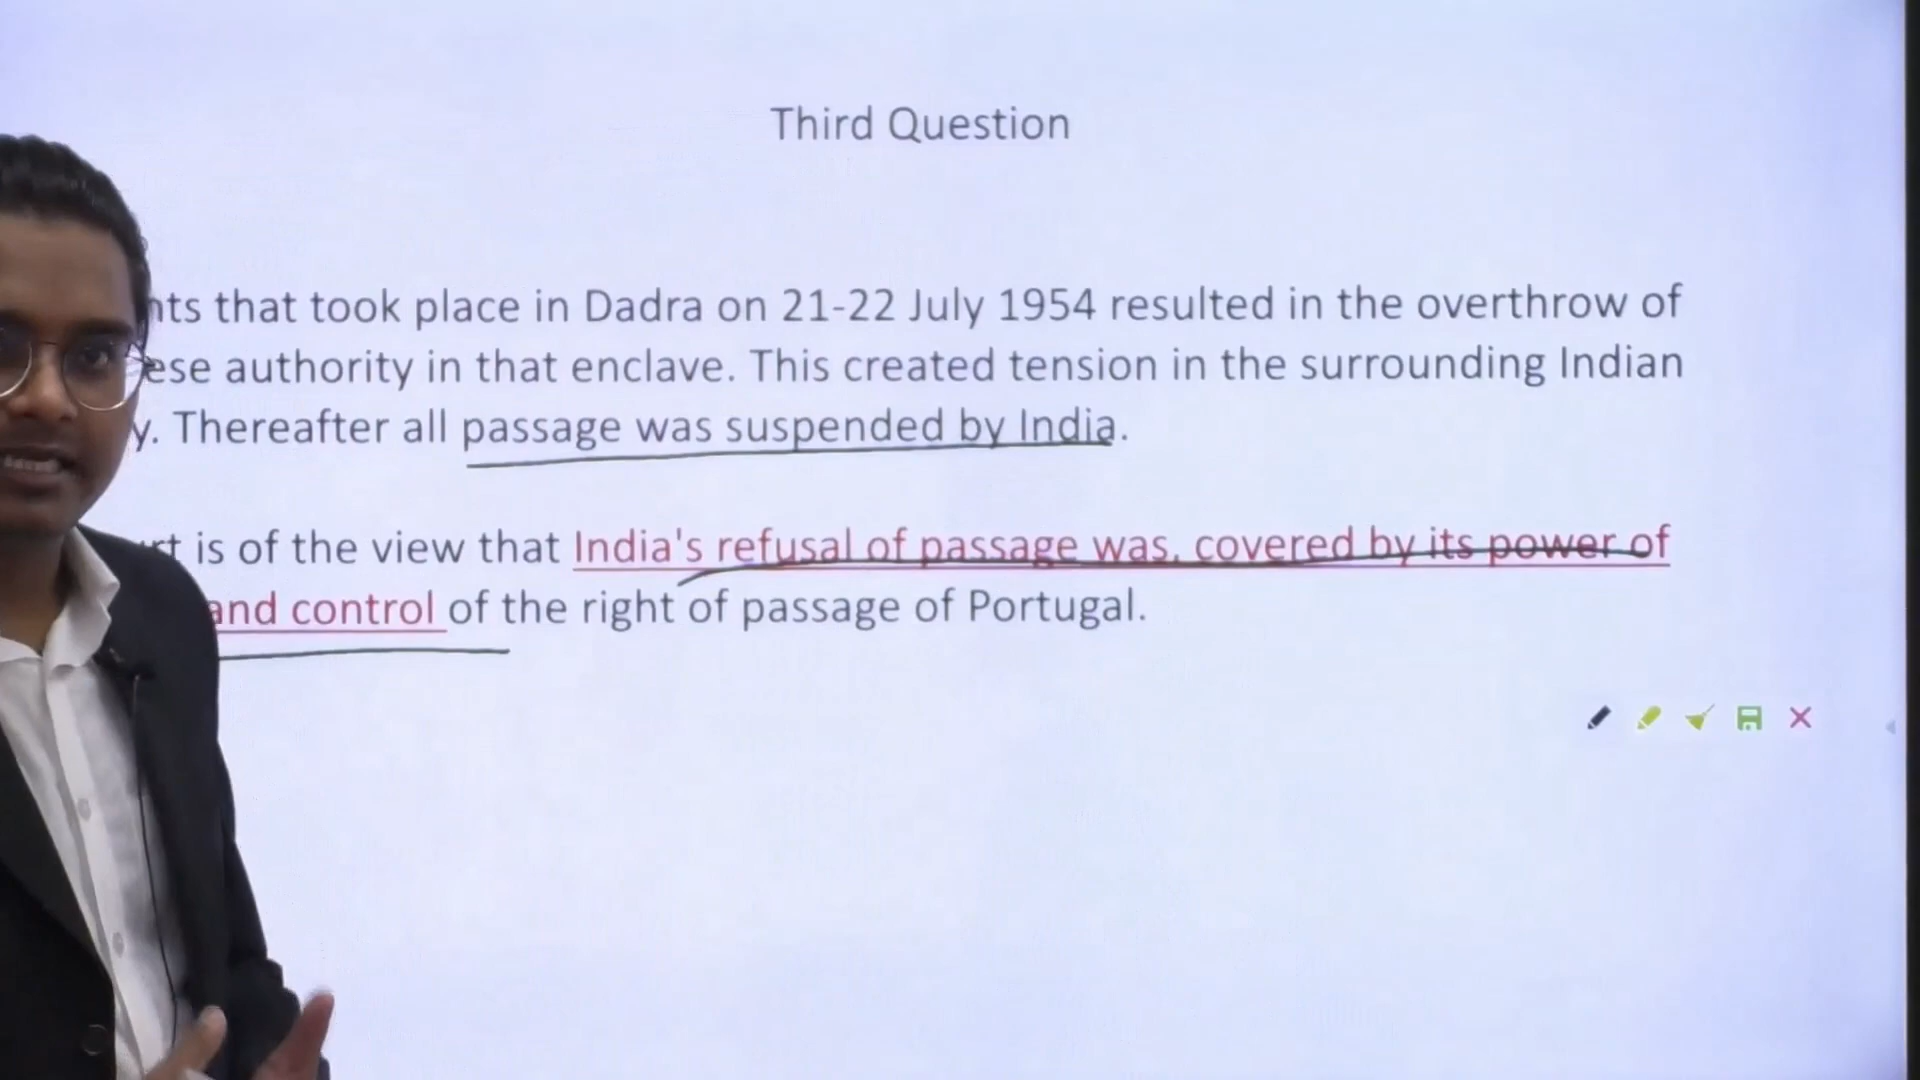 Third Question
that took place in Dadra on 21-22 July 1954 resulted in the overthrow of
authority in that enclave. This created tension in the surrounding Indian
Thereafter all passage was suspended by India.
is of the view that India's refusal of passage was, covered by its power of
and control of the right of passage of Portugal.